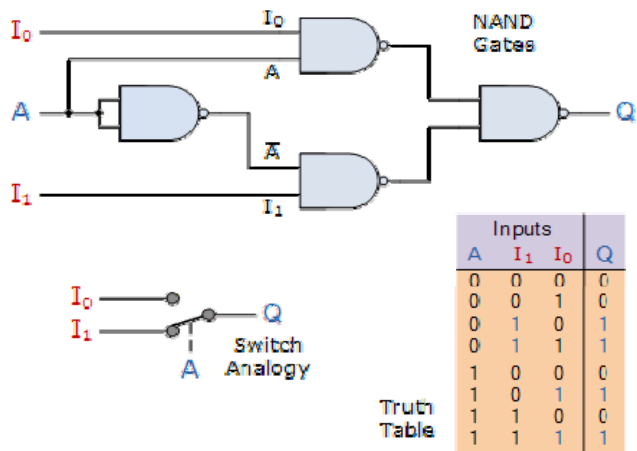 I₀ I₀ NAND
Gates
A
A Q
A̅
I₁ I₁
Inputs
A I₁ I₀ Q
0 0 0 0
0 0 1 0
0 1 0 1
0 1 1 1
1 0 0 0
1 0 1 1
1 1 0 0
1 1 1 1
I₀
I₁ Q
Switch
Analogy
A
Truth
Table